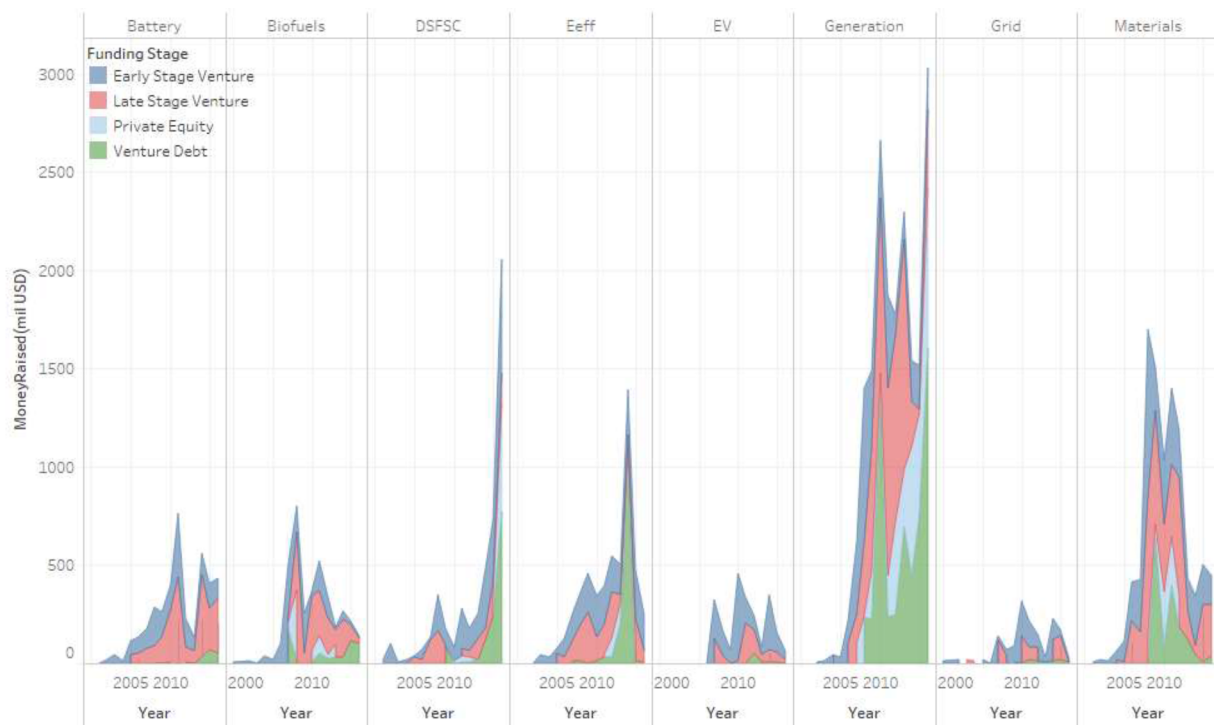 Battery Biofuels DSFSC Eeff EV Generation Grid Materials
Funding Stage
Early Stage Venture
Late Stage Venture
Private Equity
Venture Debt
3000
2500
2000
1500
1000
500
0
MoneyRaised(mil USD)
2005 2010 2000 2010 2005 2010 2005 2010 2000 2010 2005 2010 2000 2010 2005 2010
Year Year Year Year Year Year Year Year